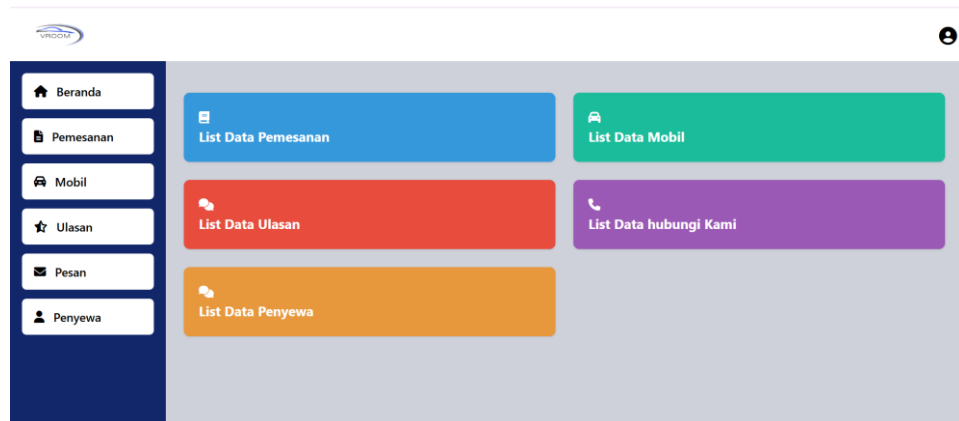 VROOM
Beranda
Pemesanan
Mobil
Ulasan
Pesan
Penyewa
List Data Pemesanan
List Data Mobil
List Data Ulasan
List Data hubungi Kami
List Data Penyewa